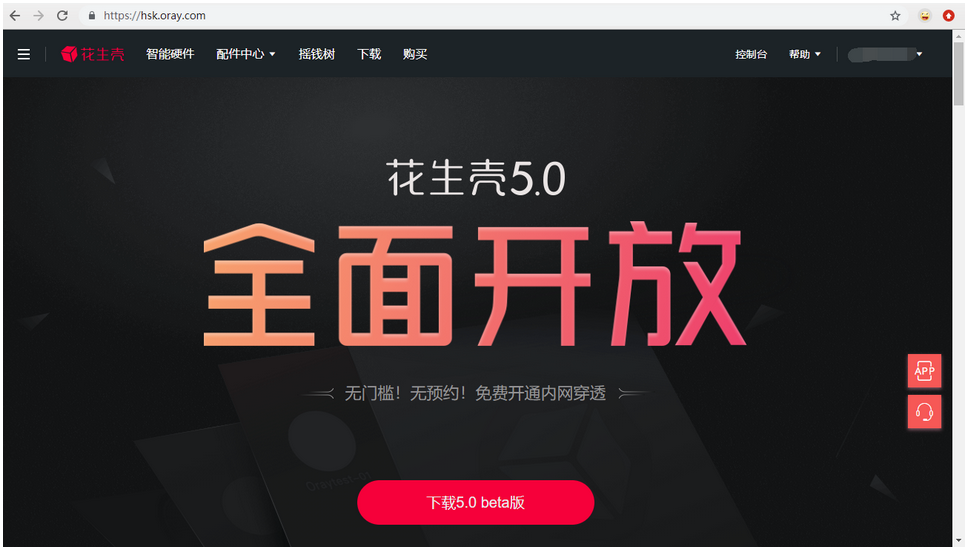 https://hsk.oray.com
花生壳 智能硬件 配件中心 摇钱树 下载 购买 控制台 帮助
花生壳5.0
全面开放
无门槛！无预约！免费开通内网穿透
APP
下载5.0 beta版